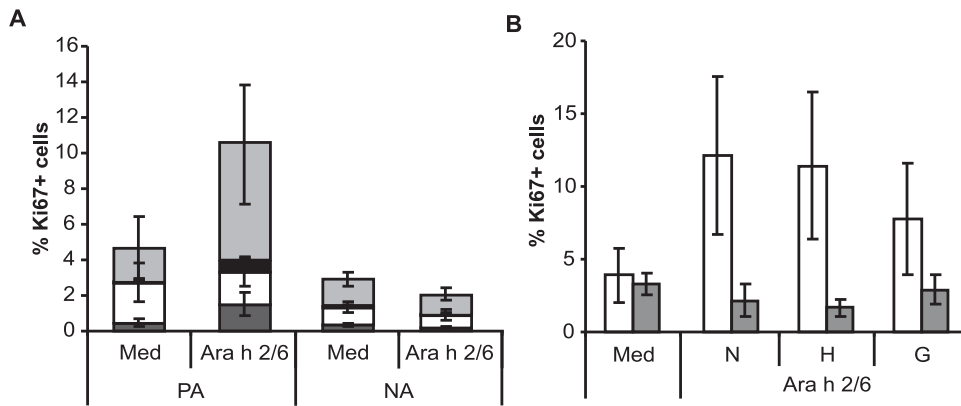 A
% Ki67+ cells
16
14
12
10
8
6
4
2
0
Med
Ara h 2/6
Med
Ara h 2/6
PA
NA
B
% Ki67+ cells
20
15
10
5
0
Med
N
H
G
Ara h 2/6